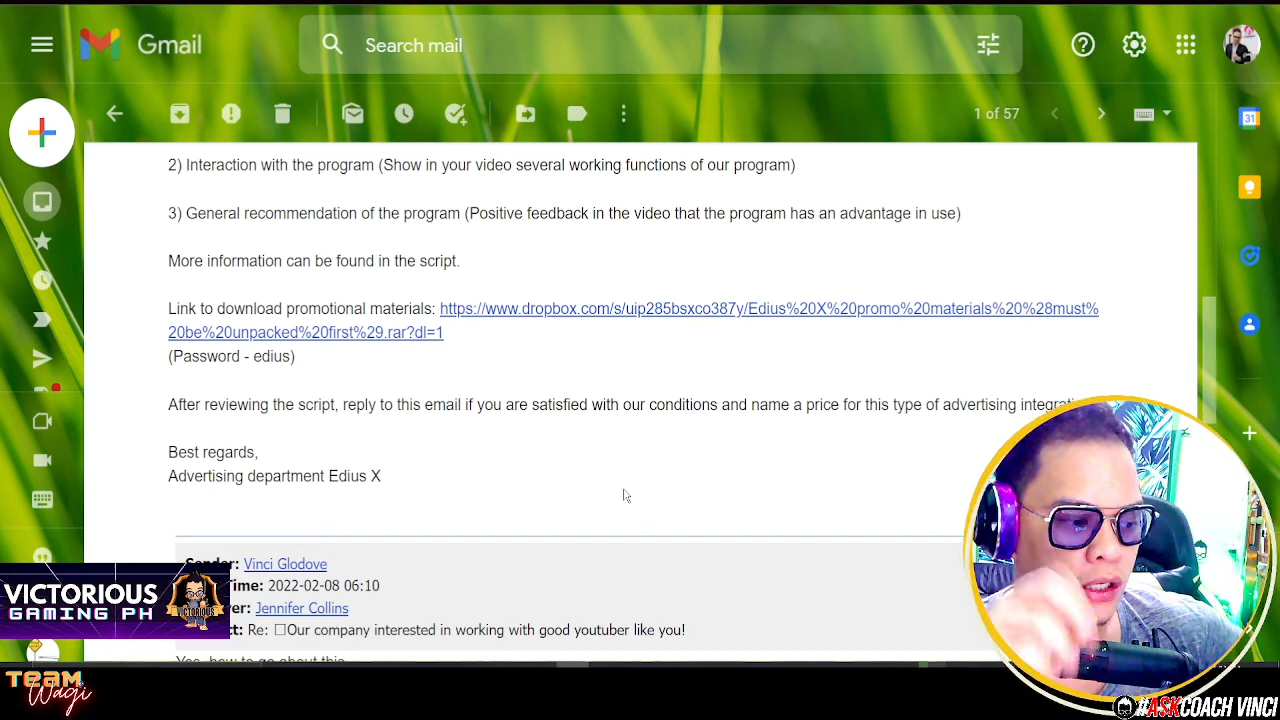 Gmail
Search mail
1 of 57
31
2) Interaction with the program (Show in your video several working functions of our program)
3) General recommendation of the program (Positive feedback in the video that the program has an advantage in use)
More information can be found in the script.
Link to download promotional materials: https://www.dropbox.com/s/uip285bsxco387y/Edius%20X%20promo%20materials%20%28must%
20be%20unpacked%20first%29.rar?dl=1
(Password - edius)
After reviewing the script, reply to this email if you are satisfied with our conditions and name a price for this type of advertising
Best regards,
Advertising department Edius X
Vinci Glodove
Time: 2022-02-08 06:10
Jennifer Collins
Re: □Our company interested in working with good youtuber like you!
VICTORIOUS
GAMING PH
VICTORIOUS
TEAM
Wagi
#ASKCOACH VINCI